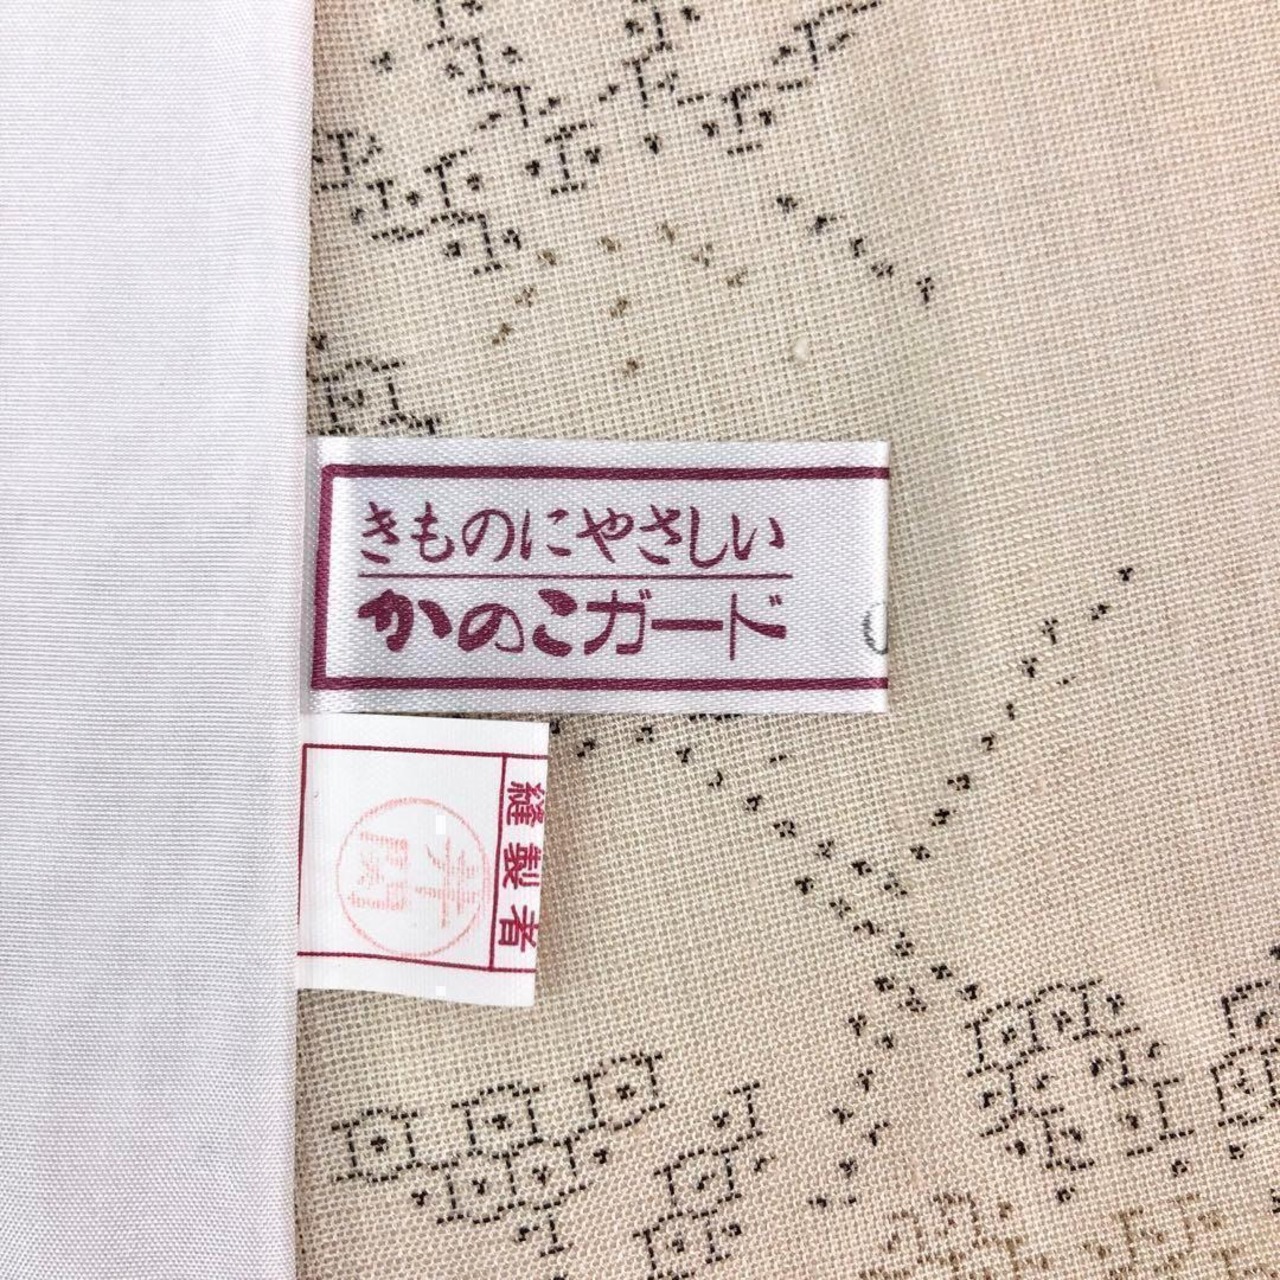 きものにやさしい
かのこガード
縫製者